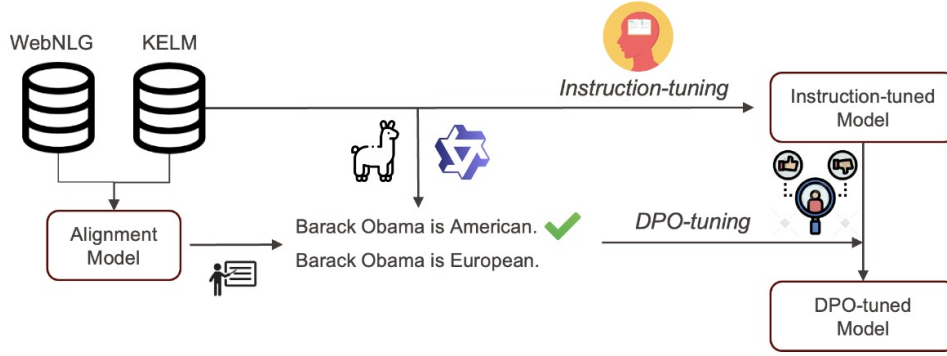 WebNLG
KELM
Instruction-tuning
Instruction-tuned
Model
Alignment
Model
Barack Obama is American.
Barack Obama is European.
DPO-tuning
DPO-tuned
Model